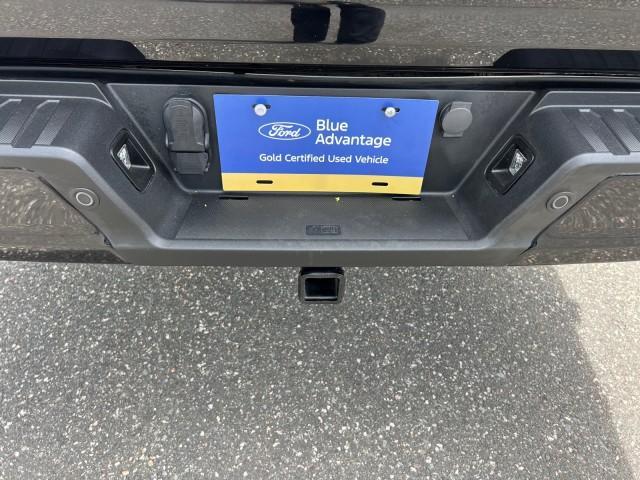 Ford
Blue
Advantage
Gold Certified Used Vehicle